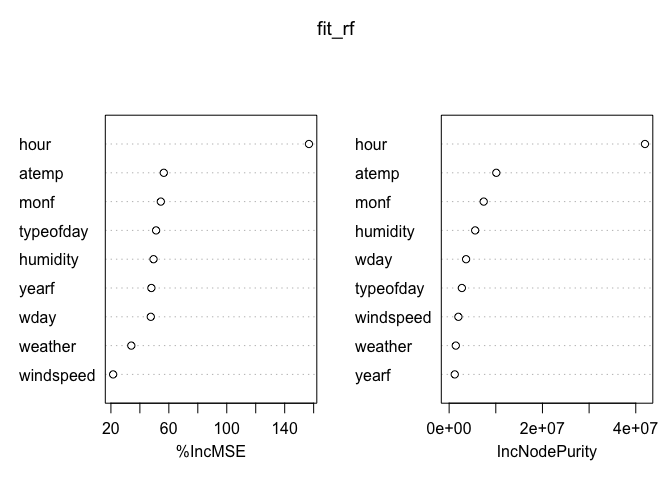 fit_rf
hour
atemp
monf
typeofday
humidity
yearf
wday
weather
windspeed
20 60 100 140
%IncMSE
hour
atemp
monf
humidity
wday
typeofday
windspeed
weather
yearf
0e+00 2e+07 4e+07
IncNodePurity